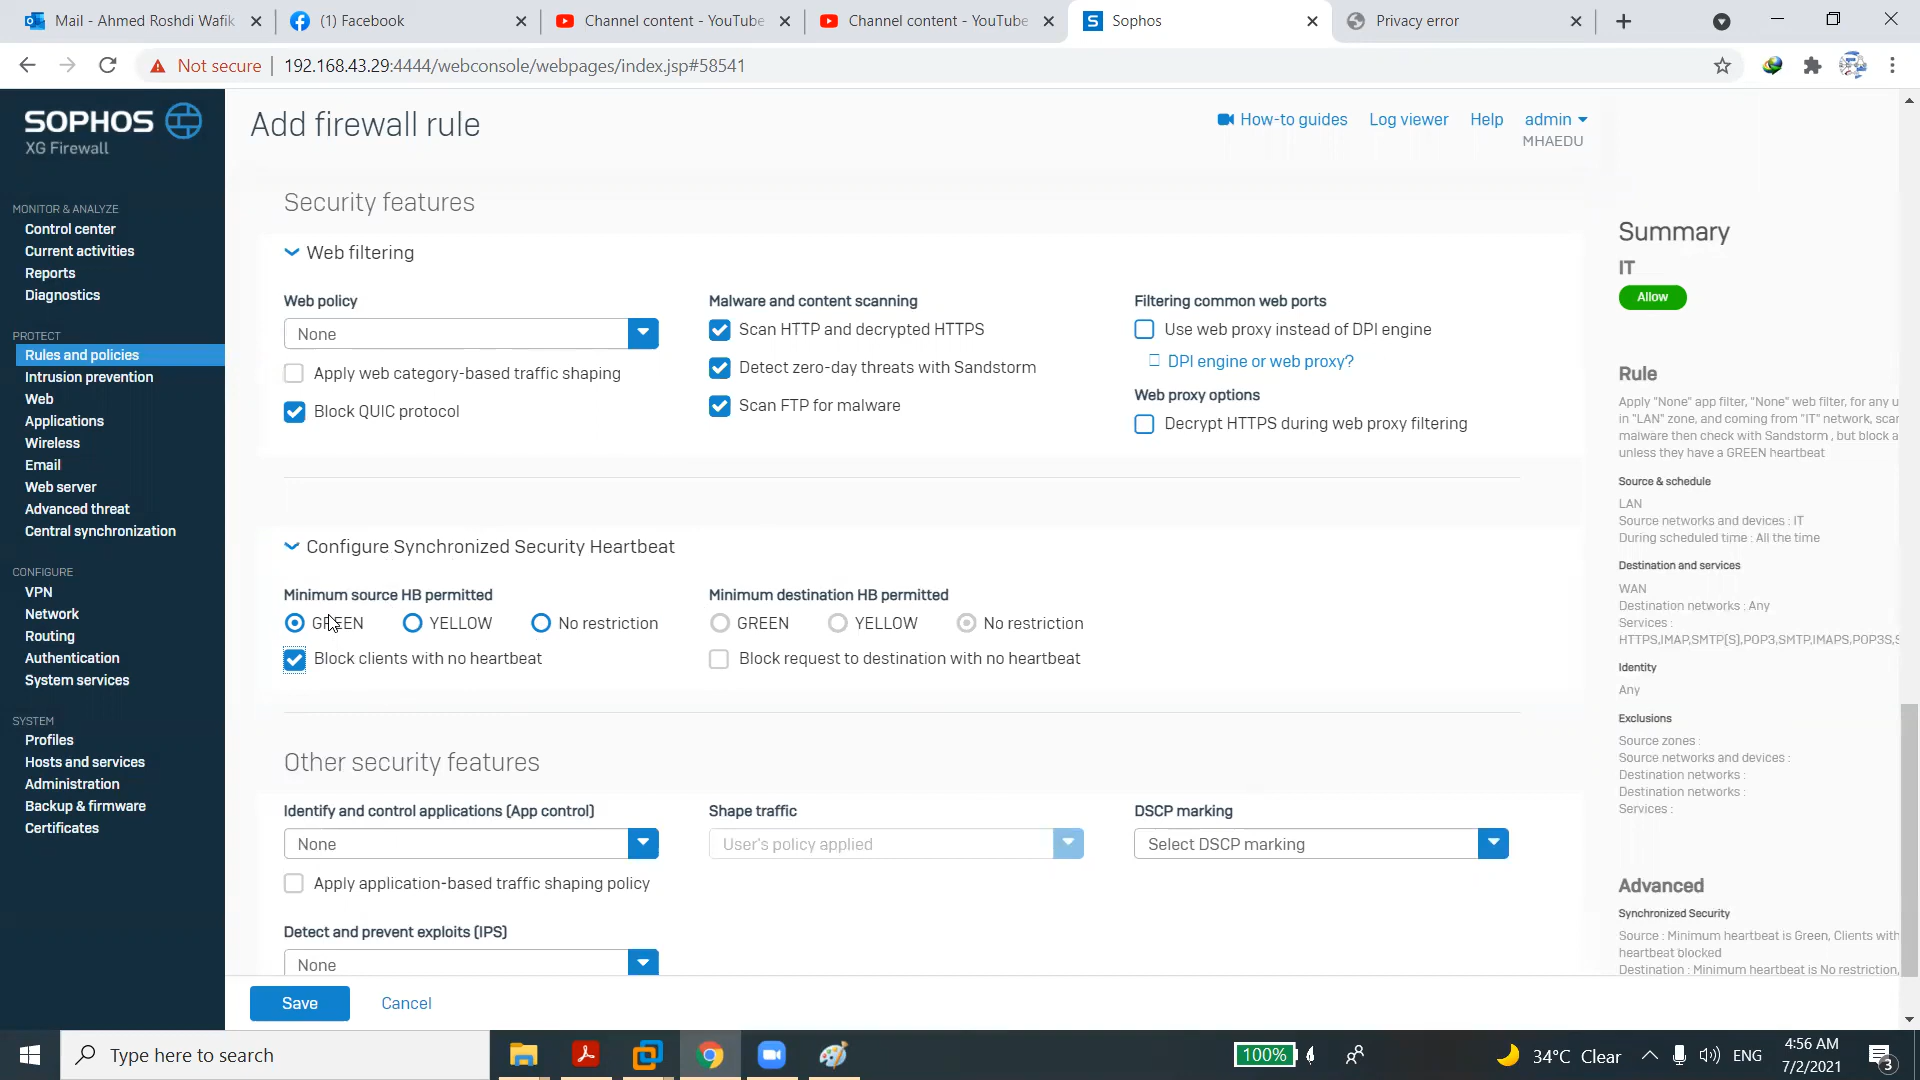 Mail - Ahmed Roshdi Wafik
(1) Facebook
Channel content - YouTube
Channel content - YouTube
Sophos
Privacy error
Not secure
192.168.43.29:4444/webconsole/webpages/index.jsp#58541
SOPHOS
XG Firewall
MONITOR & ANALYZE
Control center
Current activities
Reports
Diagnostics
PROTECT
Rules and policies
Intrusion prevention
Web
Applications
Wireless
Email
Web server
Advanced threat
Central synchronization
CONFIGURE
VPN
Network
Routing
Authentication
System services
SYSTEM
Profiles
Hosts and services
Administration
Backup & firmware
Certificates
Add firewall rule
How-to guides
Log viewer
Help
admin
MHAEDU
Security features
Web filtering
Web policy
None
Apply web category-based traffic shaping
Block QUIC protocol
Malware and content scanning
Scan HTTP and decrypted HTTPS
Detect zero-day threats with Sandstorm
Scan FTP for malware
Filtering common web ports
Use web proxy instead of DPI engine
DPI engine or web proxy?
Web proxy options
Decrypt HTTPS during web proxy filtering
Configure Synchronized Security Heartbeat
Minimum source HB permitted
GREEN
YELLOW
No restriction
Block clients with no heartbeat
Minimum destination HB permitted
GREEN
YELLOW
No restriction
Block request to destination with no heartbeat
Other security features
Identify and control applications (App control)
None
Apply application-based traffic shaping policy
Shape traffic
User's policy applied
DSCP marking
Select DSCP marking
Detect and prevent exploits (IPS)
None
Save
Cancel
Summary
IT
Allow
Rule
Apply "None" app filter, "None" web filter, for any u
in "LAN" zone, and coming from "IT" network, scar
malware then check with Sandstorm , but block a
unless they have a GREEN heartbeat
Source & schedule
LAN
Source networks and devices : IT
During scheduled time : All the time
Destination and services
WAN
Destination networks : Any
Services :
HTTPS,IMAP,SMTP(S),POP3,SMTP,IMAPS,POP3S,S
Identity
Any
Exclusions
Source zones :
Source networks and devices :
Destination networks :
Destination networks :
Services :
Advanced
Synchronized Security
Source : Minimum heartbeat is Green, Clients with
heartbeat blocked
Destination : Minimum heartbeat is No restriction,
Type here to search
100%
34°C Clear
ENG
4:56 AM
7/2/2021
3